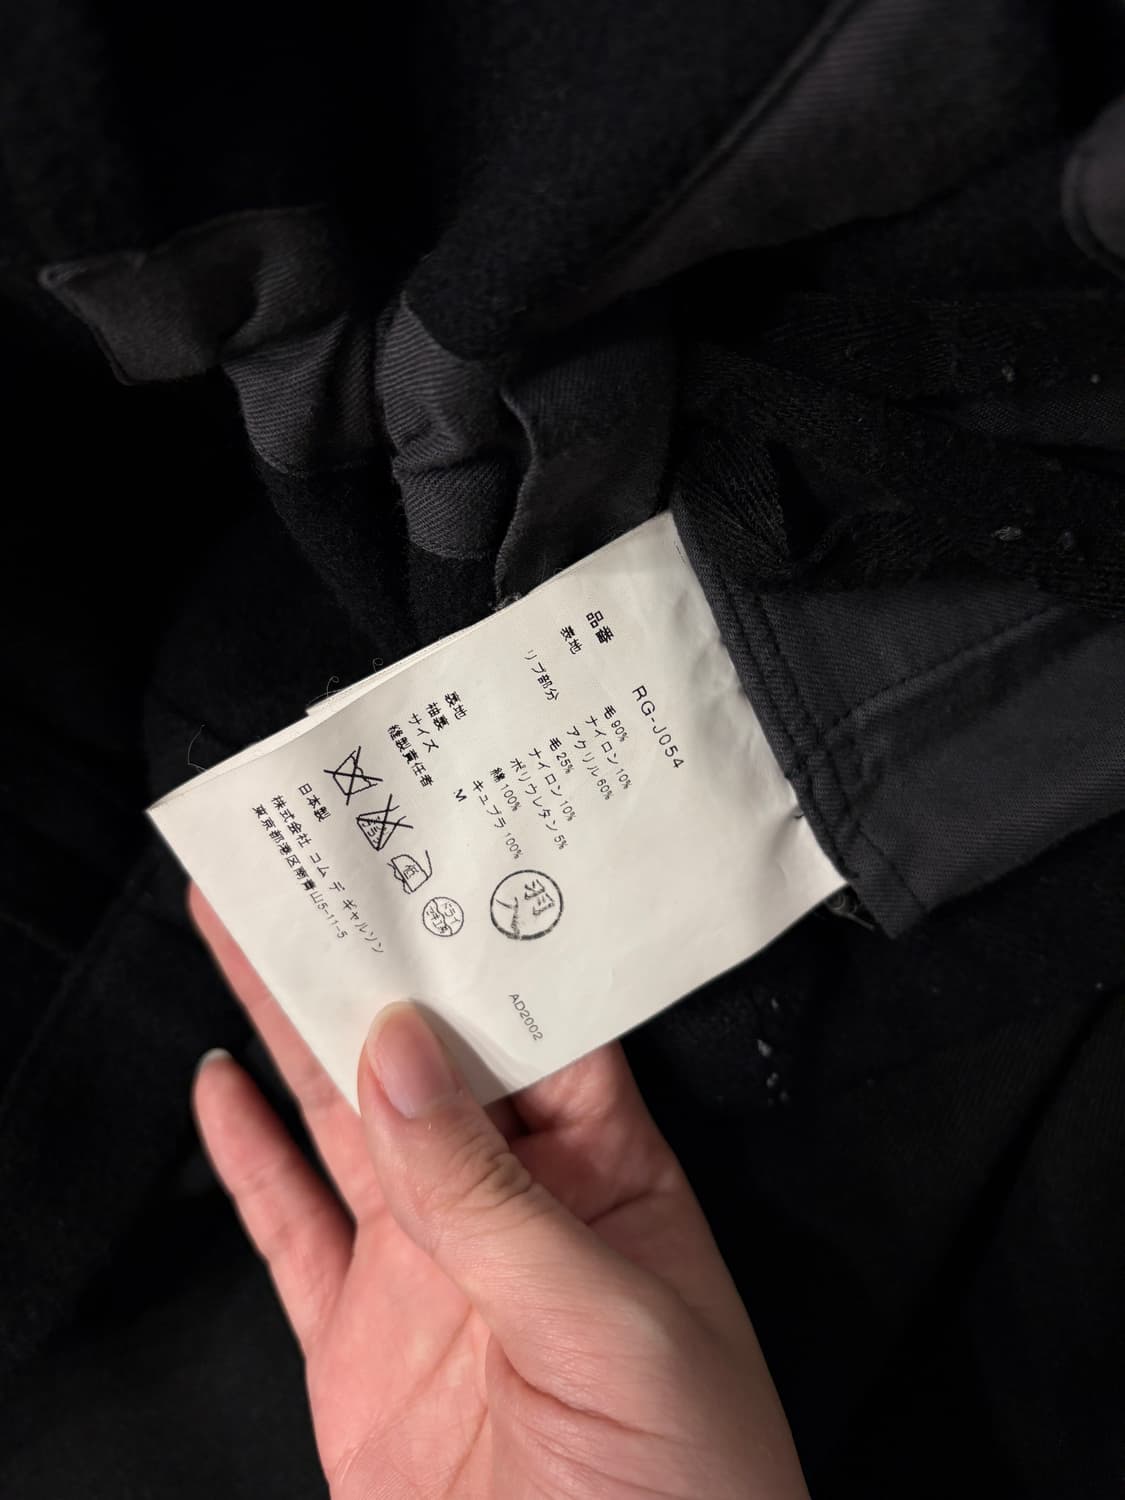 品番 RG-J054
表地 毛 90%
ナイロン 10%
リブ部分 アクリル 60%
毛 25%
ナイロン 10%
ポリウレタン 5%
裏地 綿 100%
袖裏 キュプラ 100%
サイズ M
縫製責任者
日本製
株式会社 コム デ ギャルソン
東京都港区南青山5-11-5
AD2002